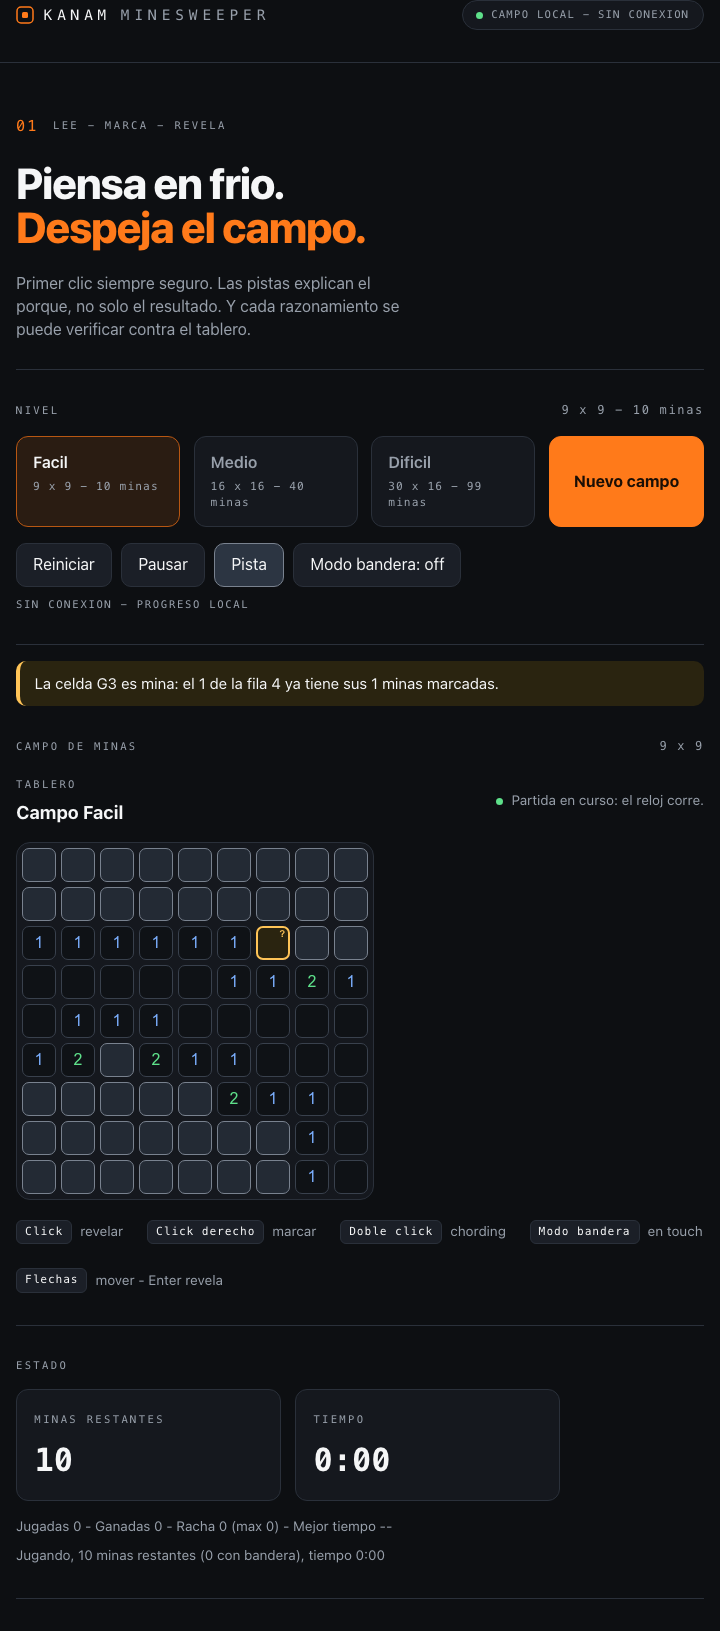 KANAM MINESWEEPER
CAMPO LOCAL – SIN CONEXION
01 LEE – MARCA – REVELA
Piensa en frio.
Despeja el campo.
Primer clic siempre seguro. Las pistas explican el
porque, no solo el resultado. Y cada razonamiento se
puede verificar contra el tablero.
NIVEL
9 x 9 – 10 minas
Facil
9 x 9 – 10 minas
Medio
16 x 16 – 40
minas
Dificil
30 x 16 – 99
minas
Nuevo campo
Reiniciar
Pausar
Pista
Modo bandera: off
SIN CONEXION – PROGRESO LOCAL
La celda G3 es mina: el 1 de la fila 4 ya tiene sus 1 minas marcadas.
CAMPO DE MINAS
9 x 9
TABLERO
Campo Facil
Partida en curso: el reloj corre.
1 1 1 1 1 1 ?
1 1 2 1
1 1 1
1 2 2 1 1
2 1 1
1
1
Click revelar
Click derecho marcar
Doble click chording
Modo bandera en touch
Flechas mover - Enter revela
ESTADO
MINAS RESTANTES
10
TIEMPO
0:00
Jugadas 0 - Ganadas 0 - Racha 0 (max 0) - Mejor tiempo --
Jugando, 10 minas restantes (0 con bandera), tiempo 0:00